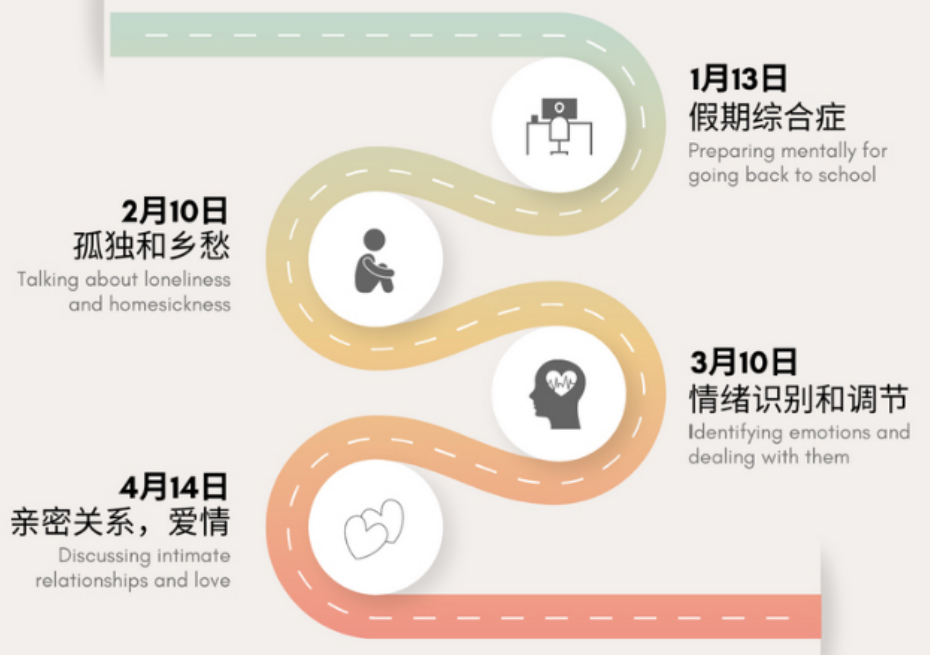 1月13日
假期综合症
Preparing mentally for
going back to school
2月10日
孤独和乡愁
Talking about loneliness
and homesickness
3月10日
情绪识别和调节
Identifying emotions and
dealing with them
4月14日
亲密关系，爱情
Discussing intimate
relationships and love